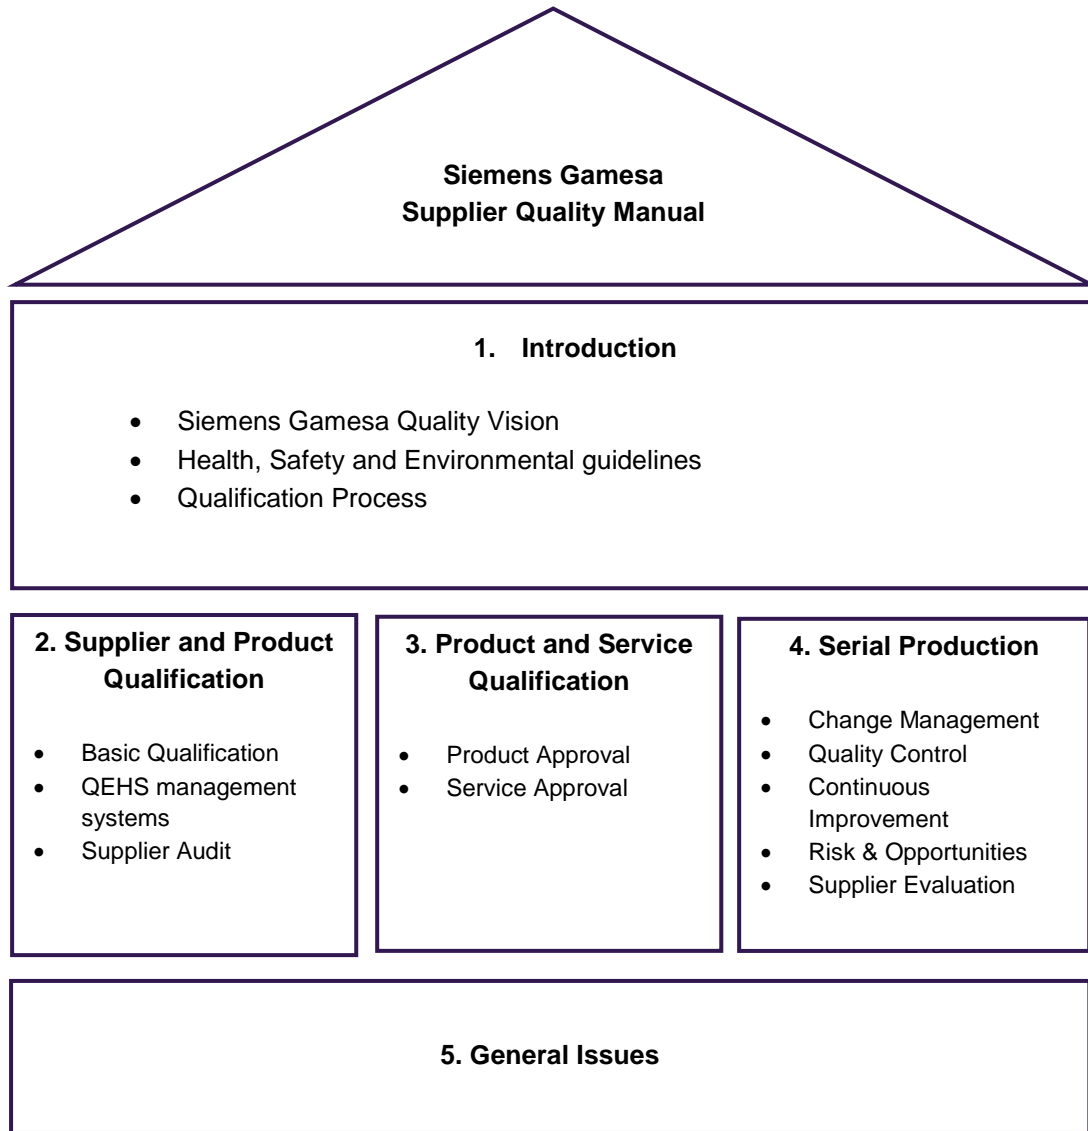 Siemens Gamesa
Supplier Quality Manual
1. Introduction
• Siemens Gamesa Quality Vision
• Health, Safety and Environmental guidelines
• Qualification Process
2. Supplier and Product
Qualification
• Basic Qualification
• QEHS management
systems
• Supplier Audit
3. Product and Service
Qualification
• Product Approval
• Service Approval
4. Serial Production
• Change Management
• Quality Control
• Continuous
Improvement
• Risk & Opportunities
• Supplier Evaluation
5. General Issues